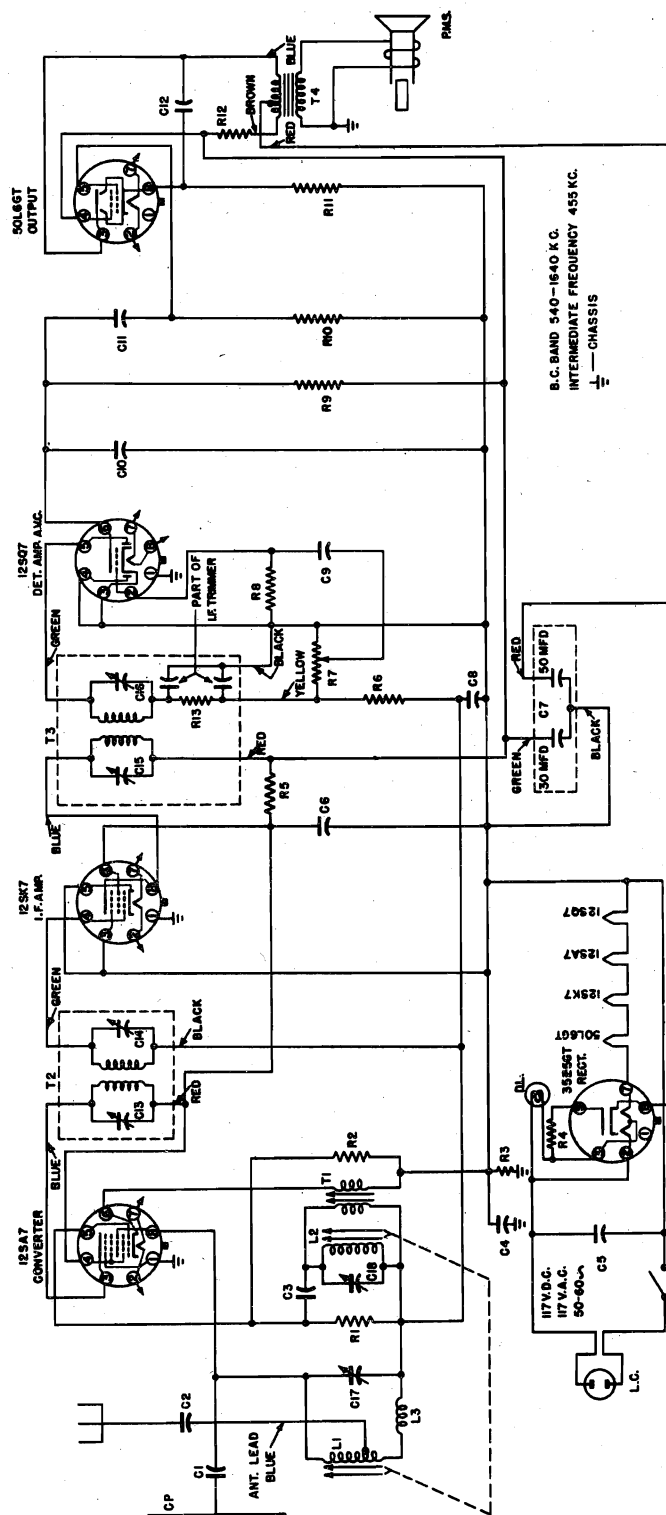 50L6GT
OUTPUT
12SQ7
DET. AMP. A.V.C.
12SK7
I.F. AMP.
12SA7
CONVERTER
GREEN
T3
C16
C15
R13
BLUE
RED
YELLOW
BLACK
PART OF
I.F. TRIMMER
GREEN
T2
C14
C13
BLUE
RED
BLACK
C12
R12
BROWN
BLUE
RED
T4
P.M.S.
C11
C10
R11
R10
R9
R8
C9
R7
R6
C8
R5
C6
R2
T1
L2
C18
C3
R1
C17
L3
L1
C2
C1
CP
ANT. LEAD
BLUE
R3
C4
RED
GREEN
30 MFD
50 MFD
C7
BLACK
B.C. BAND 540-1640 KC.
INTERMEDIATE FREQUENCY 455 KC.
CHASSIS
12SQ7
12SA7
12SK7
50L6GT
35Z5GT
RECT.
D.L.
R4
C5
117 V.D.C.
117 V.A.C.
50-60~
L.C.